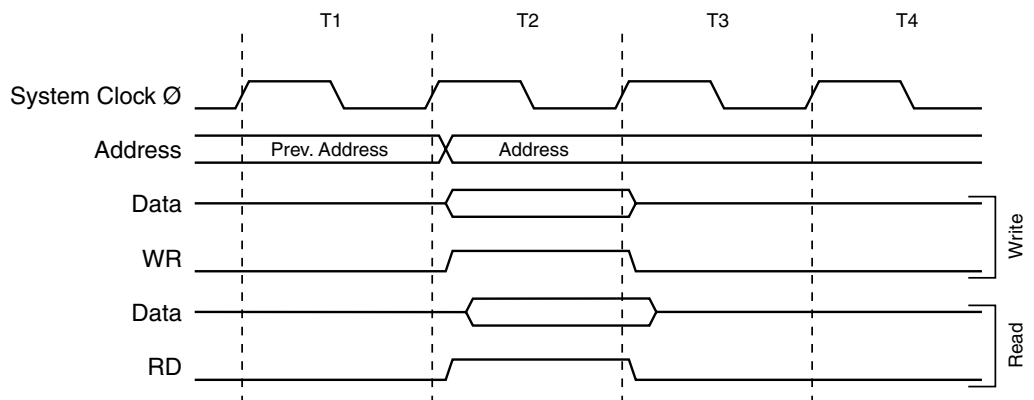 T1 T2 T3 T4
System Clock Ø
Address Prev. Address Address
Data
WR
Write
Data
RD
Read